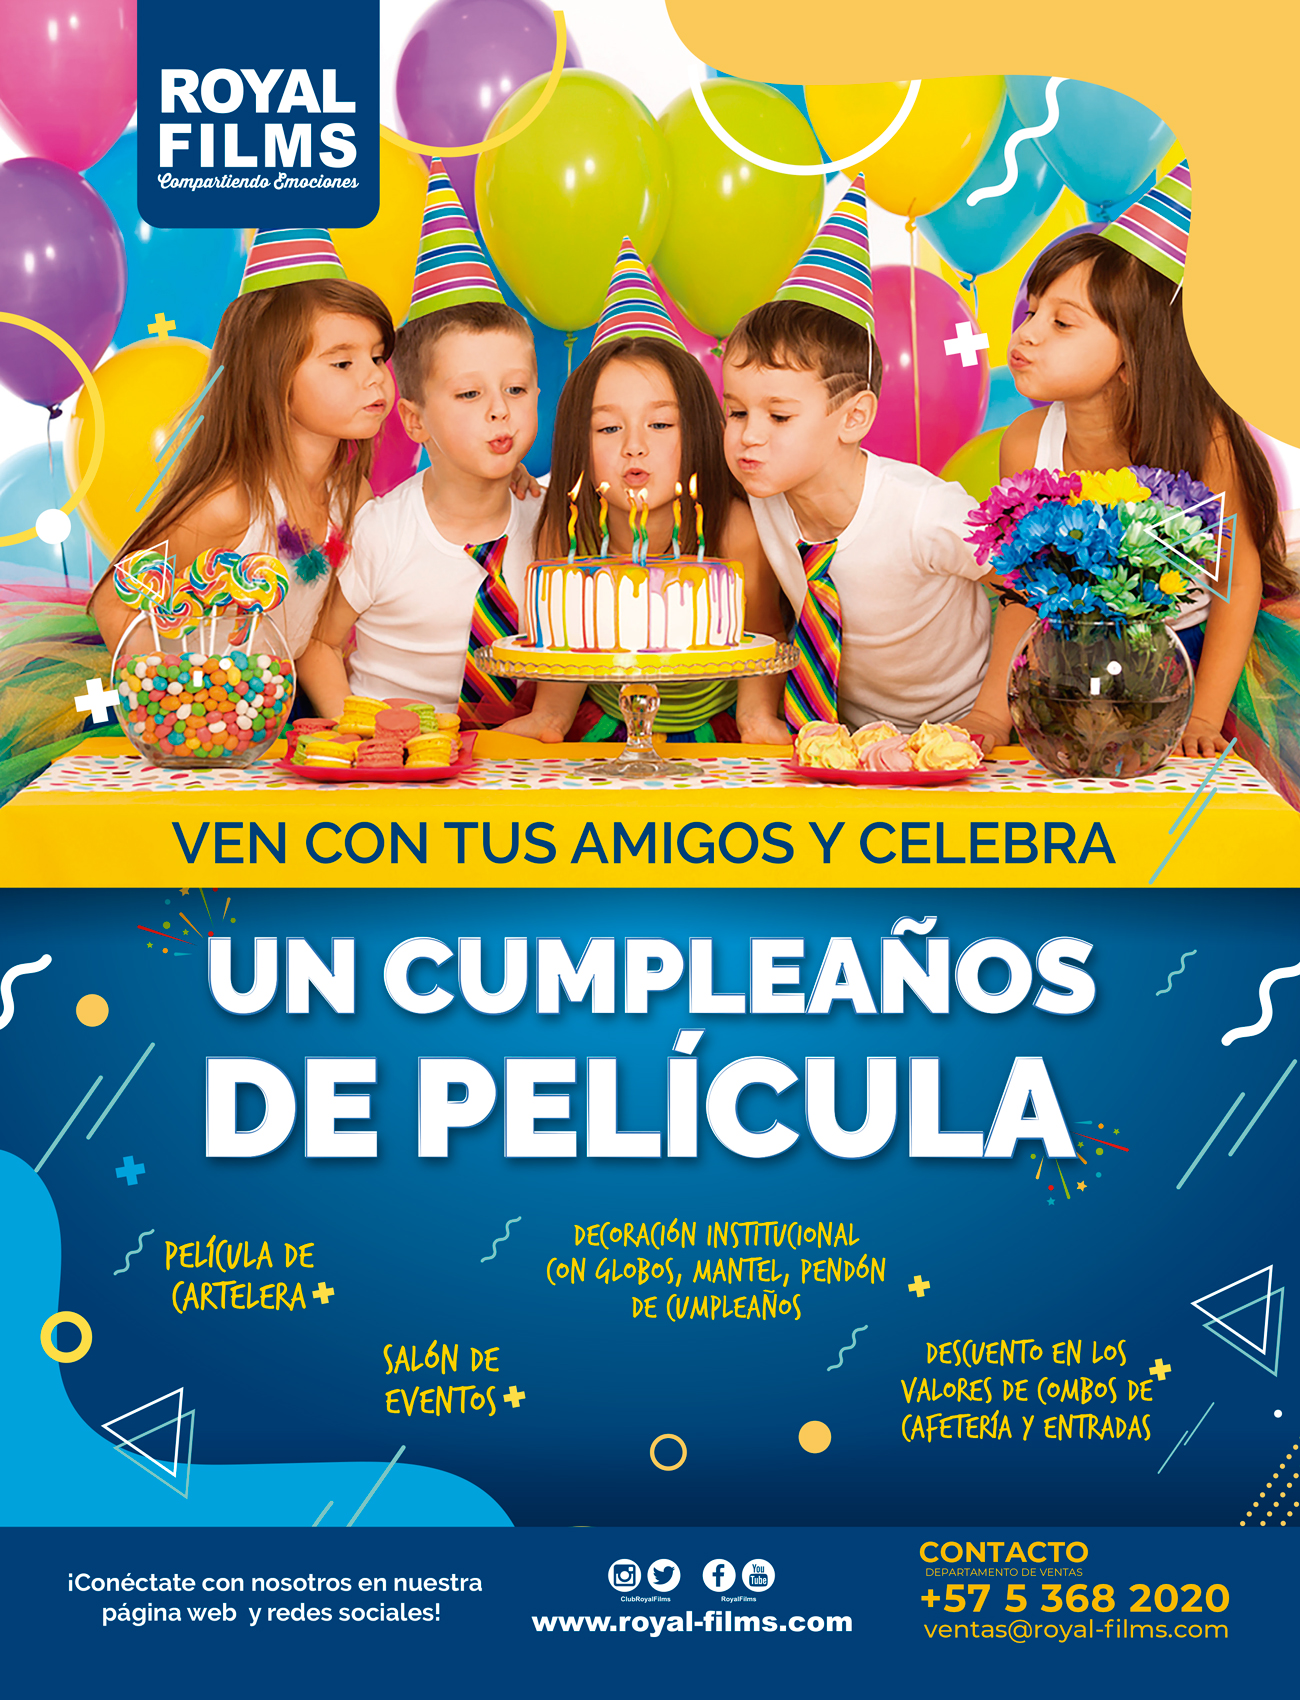 ROYAL
FILMS
Compartiendo Emociones
VEN CON TUS AMIGOS Y CELEBRA
UN CUMPLEAÑOS
DE PELÍCULA
PELÍCULA DE
CARTELERA
SALÓN DE
EVENTOS
DECORACIÓN INSTITUCIONAL
CON GLOBOS, MANTEL, PENDÓN
DE CUMPLEAÑOS
DESCUENTO EN LOS
VALORES DE COMBOS DE
CAFETERÍA Y ENTRADAS
¡Conéctate con nosotros en nuestra
página web y redes sociales!
You
Tube
ClubRoyalFilms RoyalFilms
www.royal-films.com
CONTACTO
DEPARTAMENTO DE VENTAS
+57 5 368 2020
ventas@royal-films.com